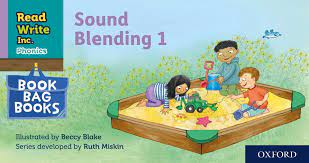 Read
Write
Inc.
Phonics
Sound
Blending 1
BOOK
BAG
BOOKS
Illustrated by Beccy Blake
Series developed by Ruth Miskin
OXFORD